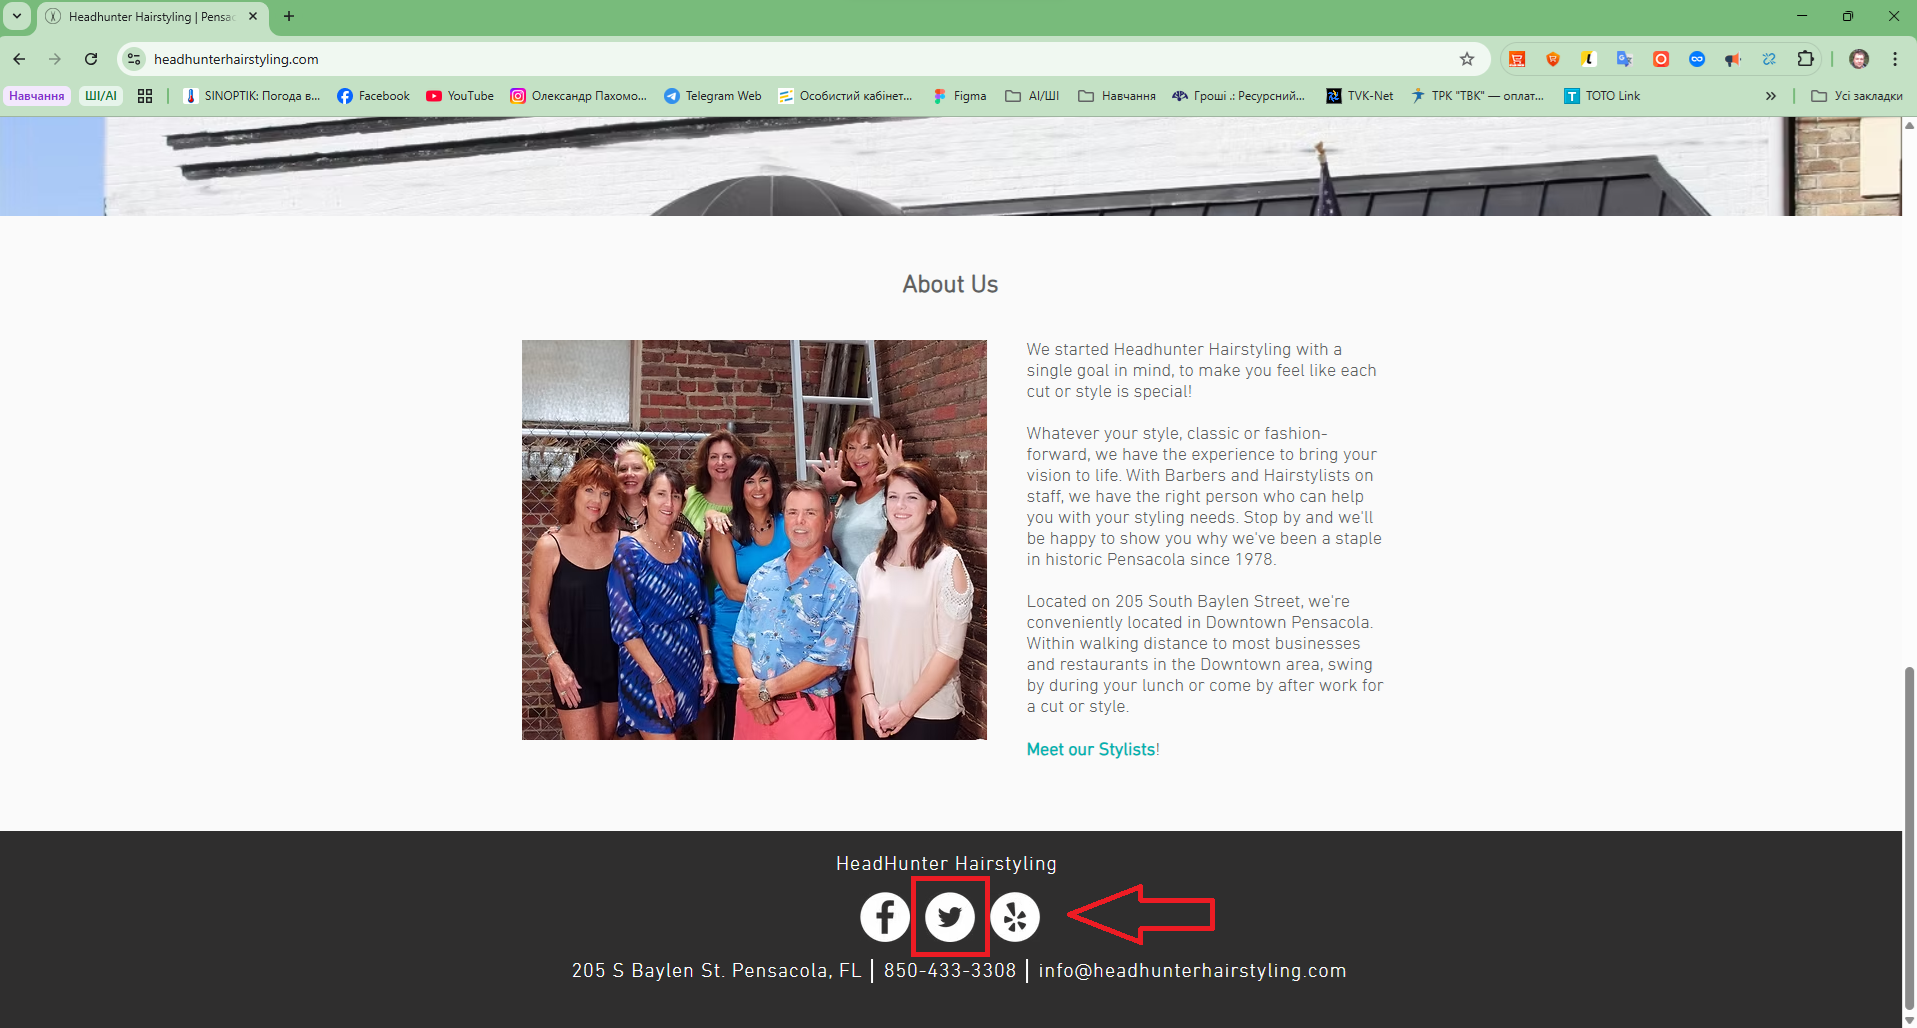 Headhunter Hairstyling | Pensac
headhunterhairstyling.com
Навчання
ШІ/АІ
SINOPTIK: Погода в...
Facebook
YouTube
Олександр Пахомо...
Telegram Web
Особистий кабінет...
Figma
АІ/ШІ
Навчання
Гроші .: Ресурсний...
TVK-Net
ТРК "ТВК" — оплат...
TOTO Link
»
Усі закладки
About Us
We started Headhunter Hairstyling with a
single goal in mind, to make you feel like each
cut or style is special!
Whatever your style, classic or fashion-
forward, we have the experience to bring your
vision to life. With Barbers and Hairstylists on
staff, we have the right person who can help
you with your styling needs. Stop by and we'll
be happy to show you why we've been a staple
in historic Pensacola since 1978.
Located on 205 South Baylen Street, we're
conveniently located in Downtown Pensacola.
Within walking distance to most businesses
and restaurants in the Downtown area, swing
by during your lunch or come by after work for
a cut or style.
Meet our Stylists!
HeadHunter Hairstyling
205 S Baylen St. Pensacola, FL | 850-433-3308 | info@headhunterhairstyling.com